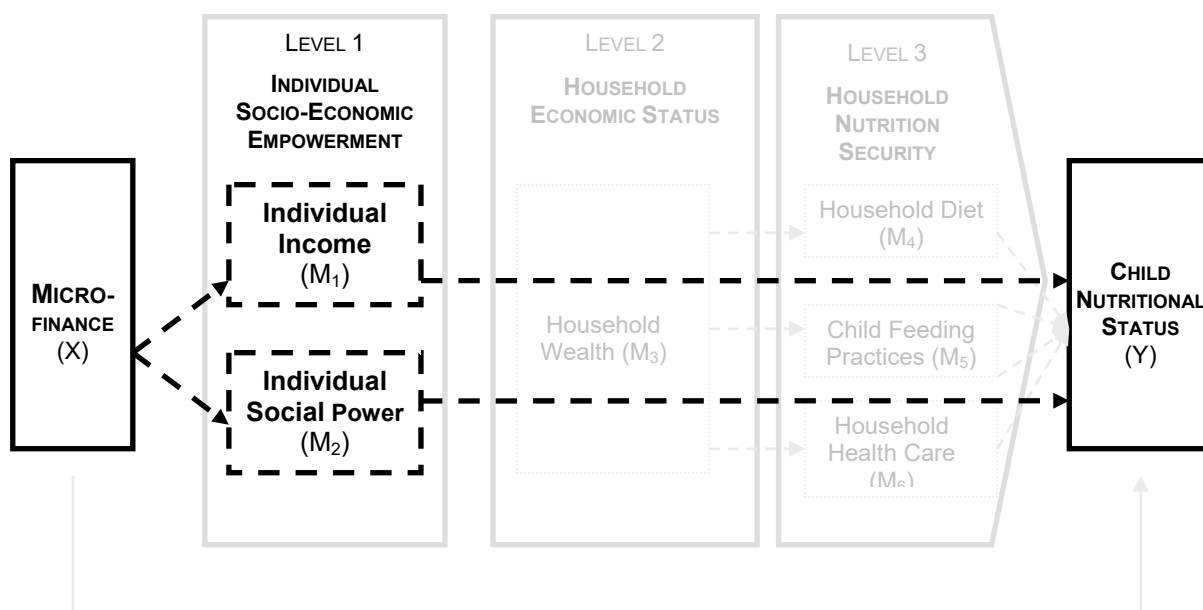 MICRO-
FINANCE
(X)
LEVEL 1
INDIVIDUAL
SOCIO-ECONOMIC
EMPOWERMENT
Individual
Income
(M₁)
Individual
Social Power
(M₂)
LEVEL 2
HOUSEHOLD
ECONOMIC STATUS
Household
Wealth (M₃)
LEVEL 3
HOUSEHOLD
NUTRITION
SECURITY
Household Diet
(M₄)
Child Feeding
Practices (M₅)
Household
Health Care
(M₆)
CHILD
NUTRITIONAL
STATUS
(Y)